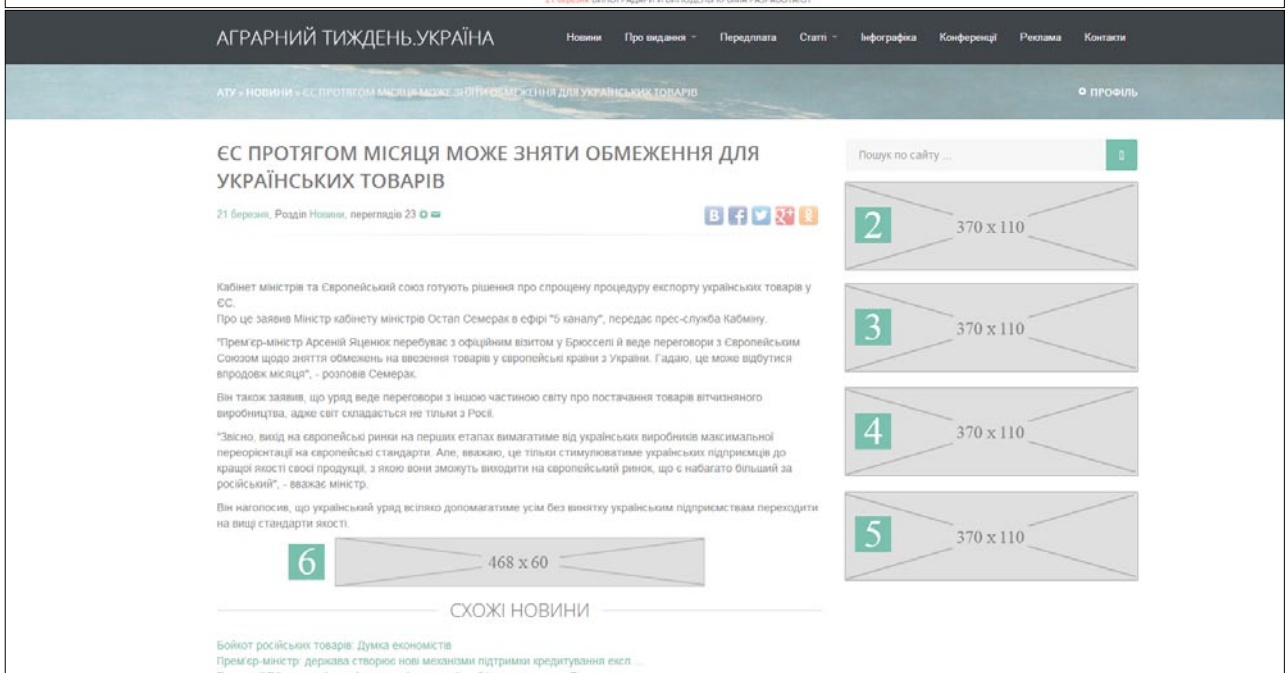 21 березня
АГРАРНИЙ ТИЖДЕНЬ.УКРАЇНА
Новини Про видання Передплата Статті Інфографіка Конференції Реклама Контакти
АТУ » НОВИНИ » ЄС ПРОТЯГОМ МІСЯЦЯ МОЖЕ ЗНЯТИ ОБМЕЖЕННЯ ДЛЯ УКРАЇНСЬКИХ ТОВАРІВ
ПРОФІЛЬ
ЄС ПРОТЯГОМ МІСЯЦЯ МОЖЕ ЗНЯТИ ОБМЕЖЕННЯ ДЛЯ
УКРАЇНСЬКИХ ТОВАРІВ
21 березня, Розділ Новини, переглядів 23
Кабінет міністрів та Європейський союз готують рішення про спрощену процедуру експорту українських товарів у
ЄС.
Про це заявив Міністр кабінету міністрів Остап Семерак в ефірі "5 каналу", передає прес-служба Кабміну.
"Прем'єр-міністр Арсеній Яценюк перебуває з офіційним візитом у Брюсселі й веде переговори з Європейським
Союзом щодо зняття обмежень на ввезення товарів у європейські країни з України. Гадаю, це може відбутися
впродовж місяця", - розповів Семерак.
Він також заявив, що уряд веде переговори з іншою частиною світу про постачання товарів вітчизняного
виробництва, адже світ складається не тільки з Росії.
"Звісно, вихід на європейські ринки на перших етапах вимагатиме від українських виробників максимальної
переорієнтації на європейські стандарти. Але, вважаю, це тільки стимулюватиме українських підприємців до
кращої якості своєї продукції, з якою вони зможуть виходити на європейський ринок, що є набагато більший за
російський", - вважає міністр.
Він наголосив, що український уряд всіляко допомагатиме усім без винятку українським підприємствам переходити
на вищі стандарти якості.
6 468 x 60
СХОЖІ НОВИНИ
Бойкот російських товарів: Думка економістів
Прем'єр-міністр: держава створює нові механізми підтримки кредитування експ ...
Пошук по сайту ...
2 370 x 110
3 370 x 110
4 370 x 110
5 370 x 110